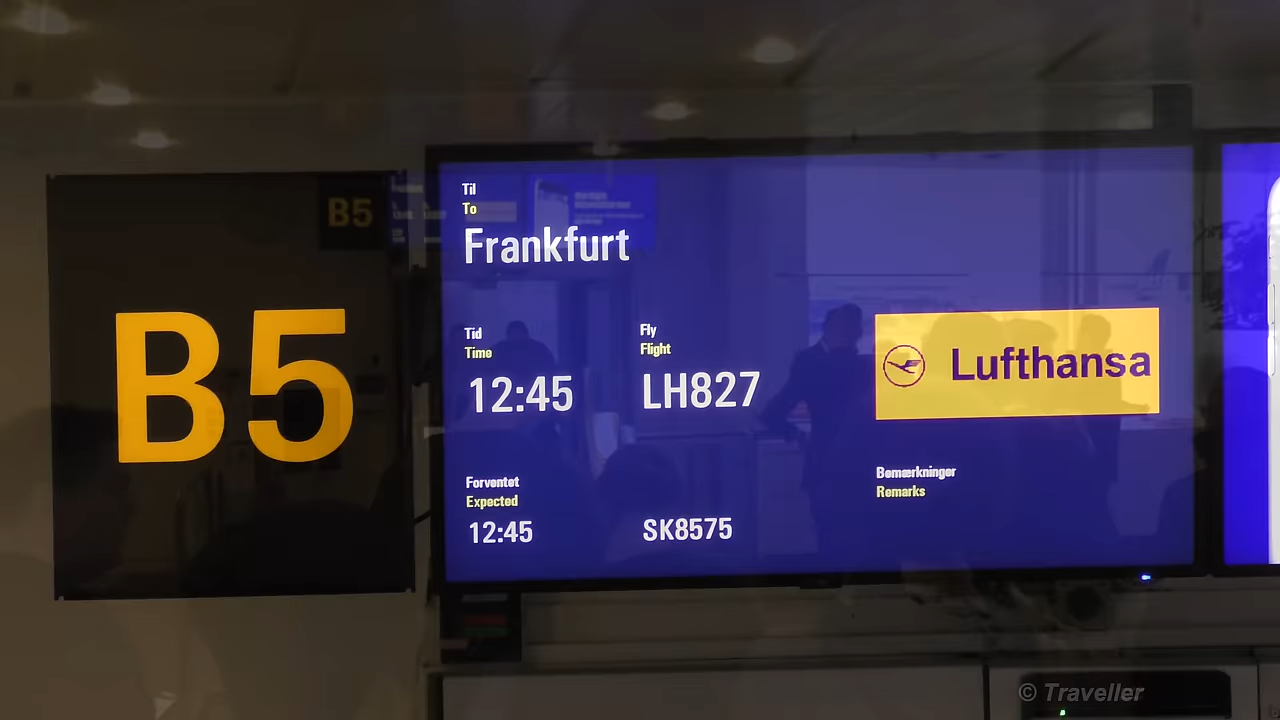 B5
B5
Til
To
Frankfurt
Tid
Time
12:45
Fly
Flight
LH827
Lufthansa
Forventet
Expected
12:45
SK8575
Bemærkninger
Remarks
© Traveller